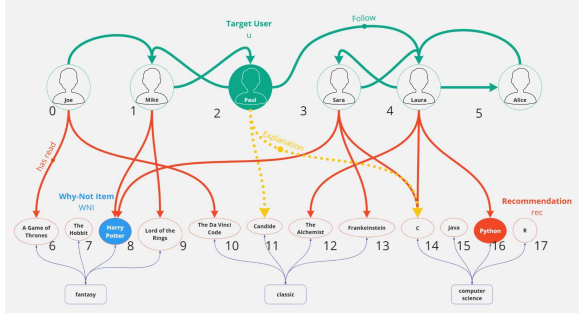 Target User
u
Follow
Joe
Mike
Paul
Sara
Laura
Alice
0
1
2
3
4
5
has read
Explanation
Why-Not Item
WNI
Recommendation
rec
A Game of
Thrones
The
Hobbit
Harry
Potter
Lord of the
Rings
The Da Vinci
Code
Candide
The
Alchemist
Frankeinstein
C
Java
Python
R
6
7
8
9
10
11
12
13
14
15
16
17
fantasy
classic
computer
science